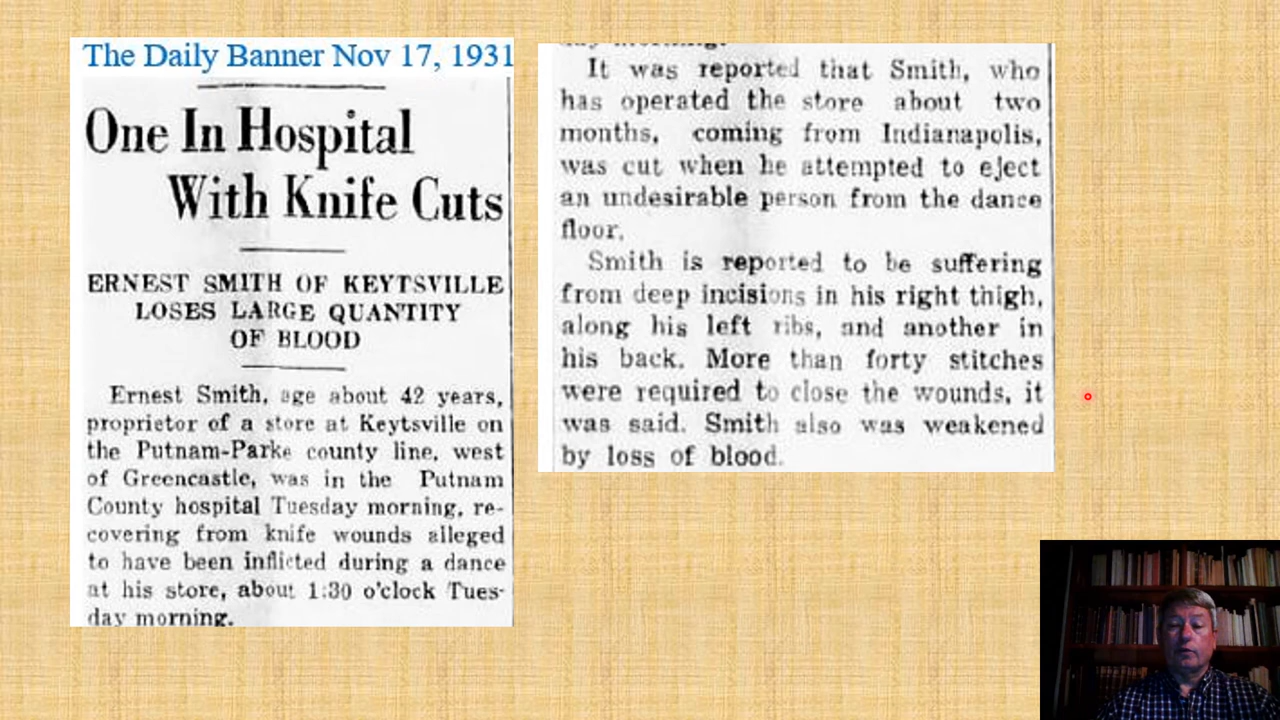 The Daily Banner Nov 17, 1931
One In Hospital
With Knife Cuts
ERNEST SMITH OF KEYTSVILLE
LOSES LARGE QUANTITY
OF BLOOD
Ernest Smith, age about 42 years,
proprietor of a store at Keytsville on
the Putnam-Parke county line, west
of Greencastle, was in the Putnam
County hospital Tuesday morning, re-
covering from knife wounds alleged
to have been inflicted during a dance
at his store, about 1:30 o'clock Tues-
day morning.
day morning.
It was reported that Smith, who
has operated the store about two
months, coming from Indianapolis,
was cut when he attempted to eject
an undesirable person from the dance
floor.
Smith is reported to be suffering
from deep incisions in his right thigh,
along his left ribs, and another in
his back. More than forty stitches
were required to close the wounds, it
was said. Smith also was weakened
by loss of blood.